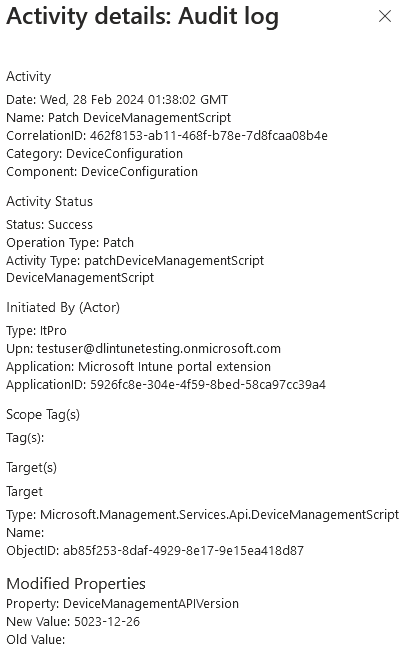 Activity details: Audit log
Activity
Date: Wed, 28 Feb 2024 01:38:02 GMT
Name: Patch DeviceManagementScript
CorrelationID: 462f8153-ab11-468f-b78e-7d8fcaa08b4e
Category: DeviceConfiguration
Component: DeviceConfiguration
Activity Status
Status: Success
Operation Type: Patch
Activity Type: patchDeviceManagementScript
DeviceManagementScript
Initiated By (Actor)
Type: ItPro
Upn: testuser@dlintunetesting.onmicrosoft.com
Application: Microsoft Intune portal extension
ApplicationID: 5926fc8e-304e-4f59-8bed-58ca97cc39a4
Scope Tag(s)
Tag(s):
Target(s)
Target
Type: Microsoft.Management.Services.Api.DeviceManagementScript
Name:
ObjectID: ab85f253-8daf-4929-8e17-9e15ea418d87
Modified Properties
Property: DeviceManagementAPIVersion
New Value: 5023-12-26
Old Value: